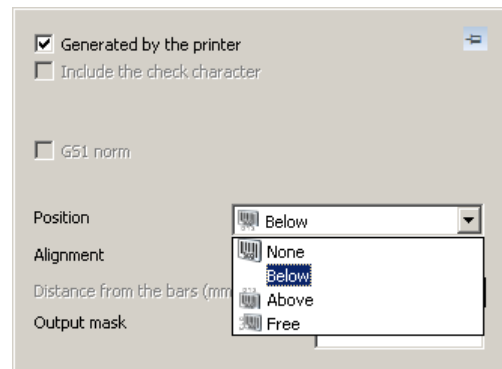 Generated by the printer
Include the check character
GS1 norm
Position Below
Alignment None
Below
Distance from the bars (mm
Above
Output mask Free